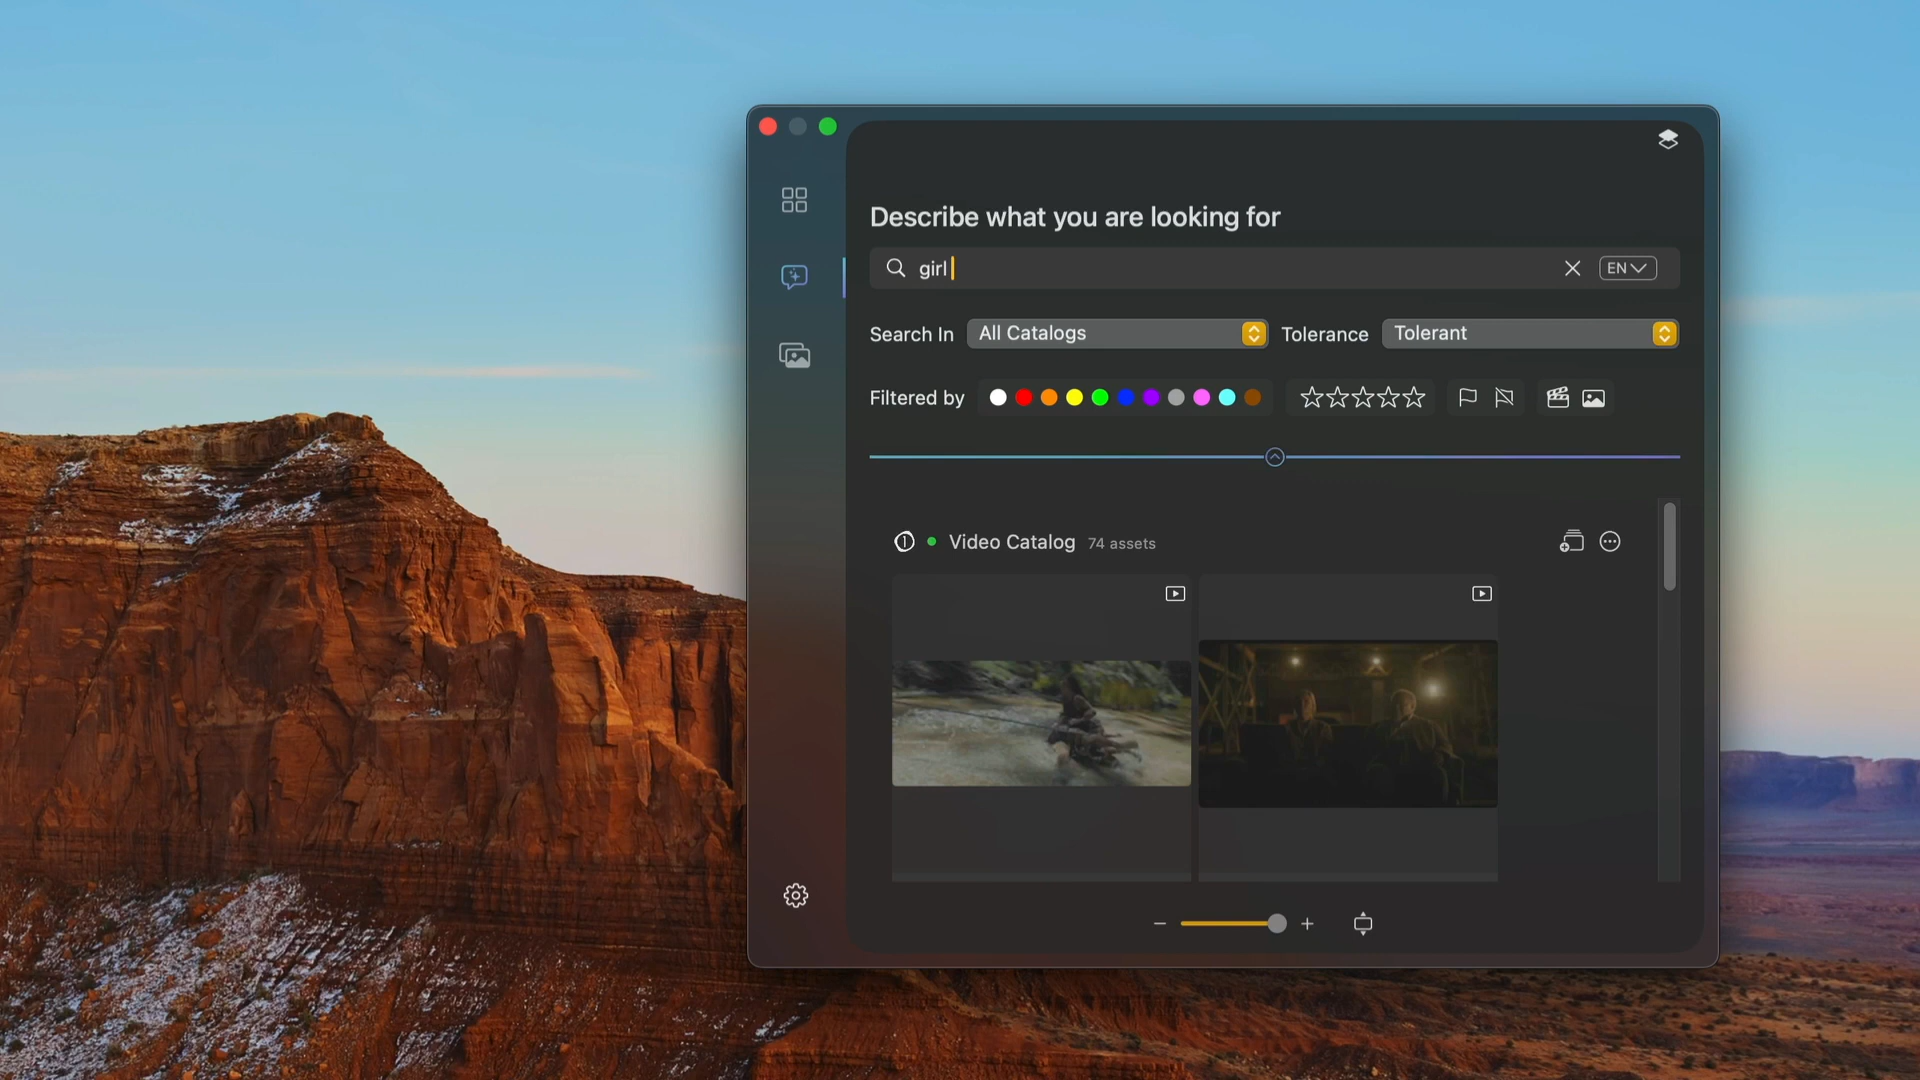 Describe what you are looking for
girl
EN
Search In
All Catalogs
Tolerance
Tolerant
Filtered by
Video Catalog 74 assets